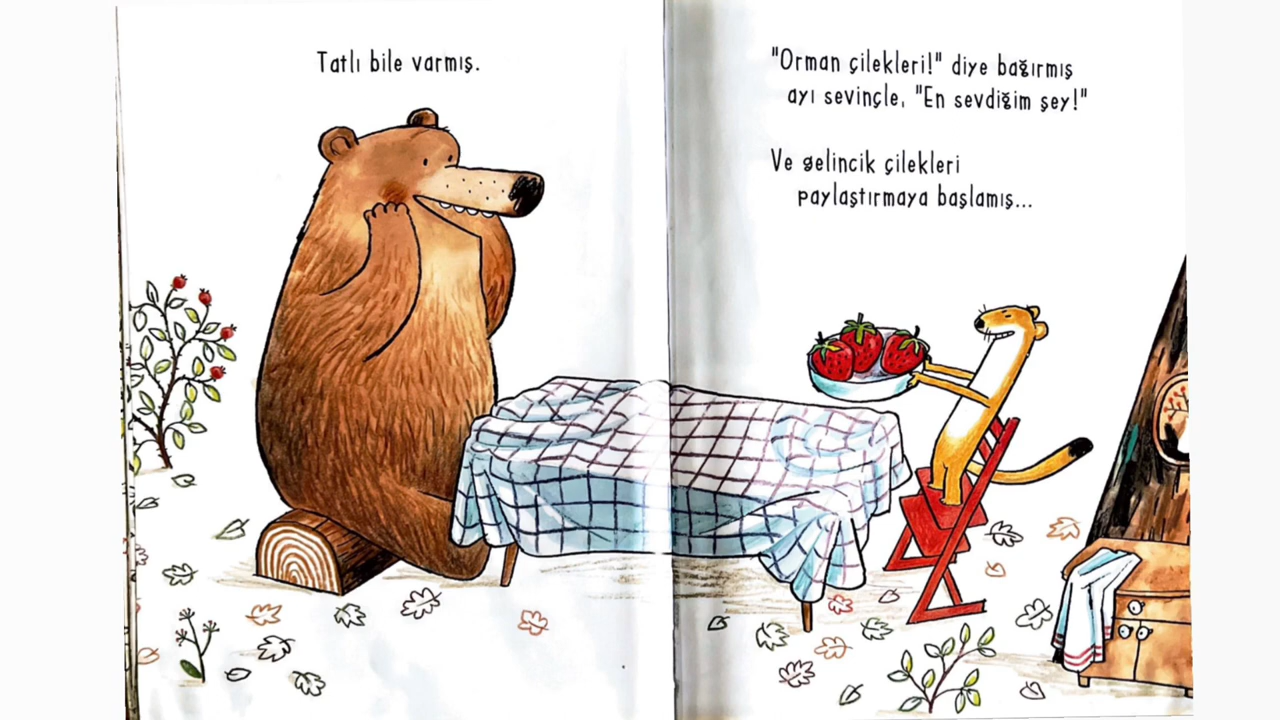 Tatlı bile varmış.
"Orman çilekleri!" diye bağırmış
ayı sevinçle, "En sevdiğim şey!"
Ve gelincik çilekleri
paylaştırmaya başlamış...